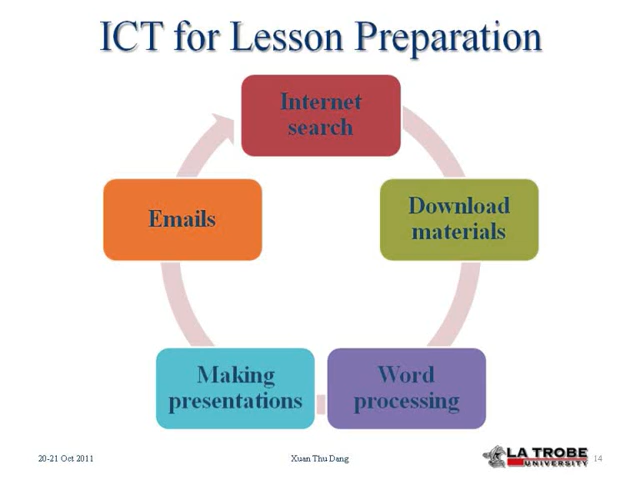 ICT for Lesson Preparation
Internet
search
Download
materials
Word
processing
Making
presentations
Emails
20-21 Oct 2011
Xuan Thu Dang
LA TROBE
UNIVERSITY
14